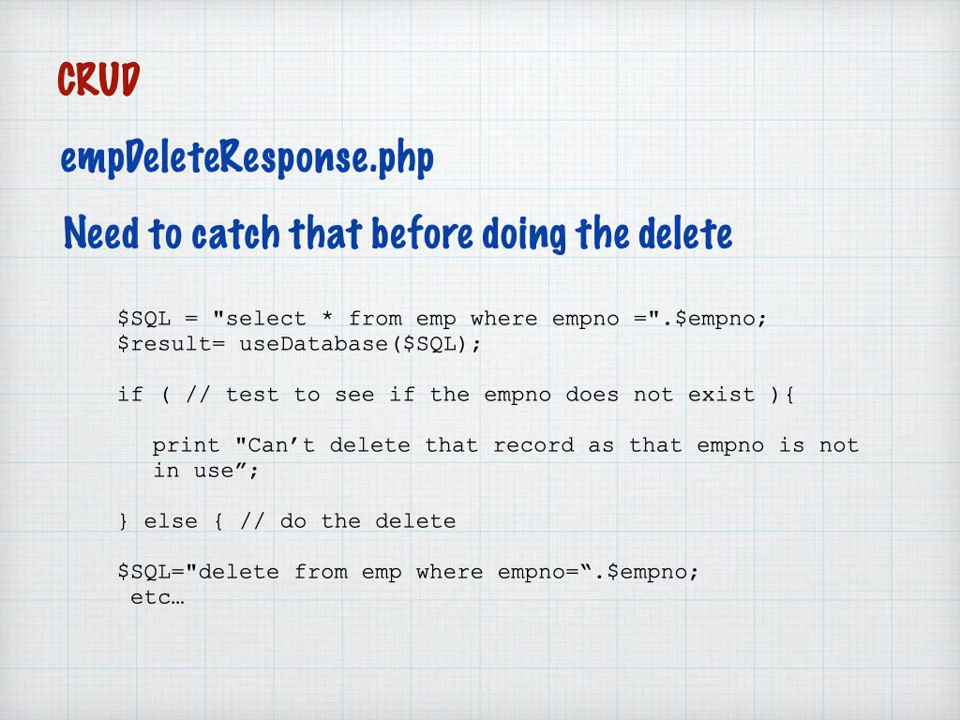 CRUD
empDeleteResponse.php
Need to catch that before doing the delete
$SQL = "select * from emp where empno =".$empno;
$result= useDatabase($SQL);
if ( // test to see if the empno does not exist ){
print "Can’t delete that record as that empno is not
in use”;
} else { // do the delete
$SQL="delete from emp where empno=“.$empno;
etc…